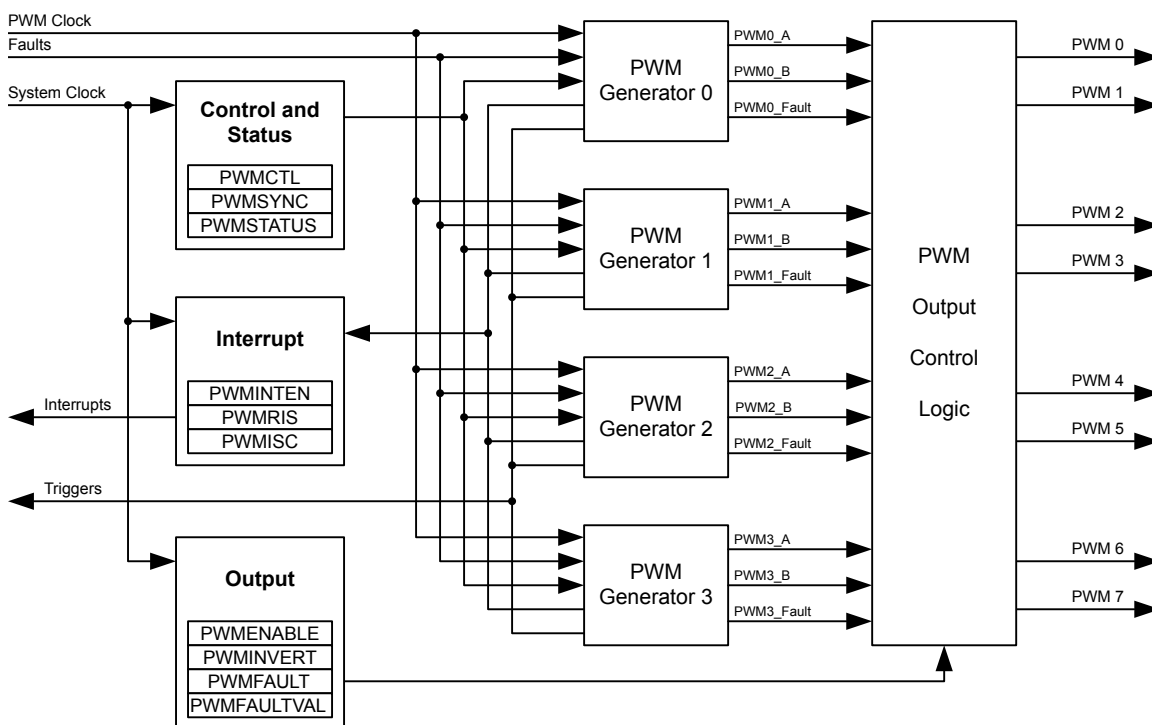 PWM Clock
Faults
System Clock
Control and
Status
PWMCTL
PWMSYNC
PWMSTATUS
Interrupt
PWMINTEN
PWMRIS
PWMISC
Interrupts
Triggers
Output
PWMENABLE
PWMINVERT
PWMFAULT
PWMFAULTVAL
PWM
Generator 0
PWM0_A
PWM0_B
PWM0_Fault
PWM
Generator 1
PWM1_A
PWM1_B
PWM1_Fault
PWM
Generator 2
PWM2_A
PWM2_B
PWM2_Fault
PWM
Generator 3
PWM3_A
PWM3_B
PWM3_Fault
PWM
Output
Control
Logic
PWM 0
PWM 1
PWM 2
PWM 3
PWM 4
PWM 5
PWM 6
PWM 7